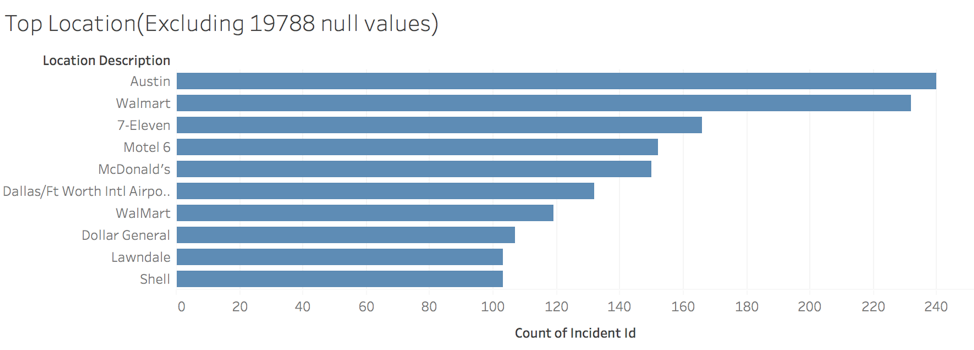 Top Location(Excluding 19788 null values)
Location Description
Austin
Walmart
7-Eleven
Motel 6
McDonald's
Dallas/Ft Worth Intl Airpo..
WalMart
Dollar General
Lawndale
Shell
0 20 40 60 80 100 120 140 160 180 200 220 240
Count of Incident Id